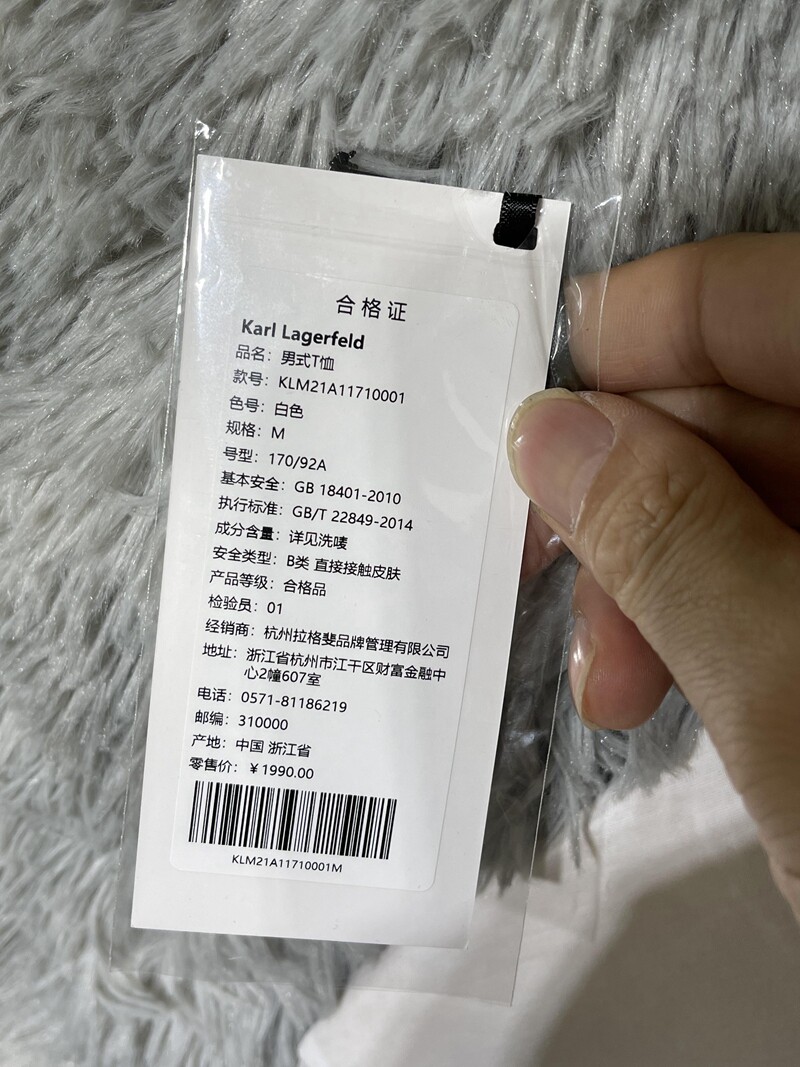 合格证
Karl Lagerfeld
品名：男式T恤
款号：KLM21A11710001
色号：白色
规格：M
号型：170/92A
基本安全：GB 18401-2010
执行标准：GB/T 22849-2014
成分含量：详见洗唛
安全类型：B类 直接接触皮肤
产品等级：合格品
检验员：01
经销商：杭州拉格斐品牌管理有限公司
地址：浙江省杭州市江干区财富金融中
心2幢607室
电话：0571-81186219
邮编：310000
产地：中国 浙江省
零售价：￥1990.00
KLM21A11710001M